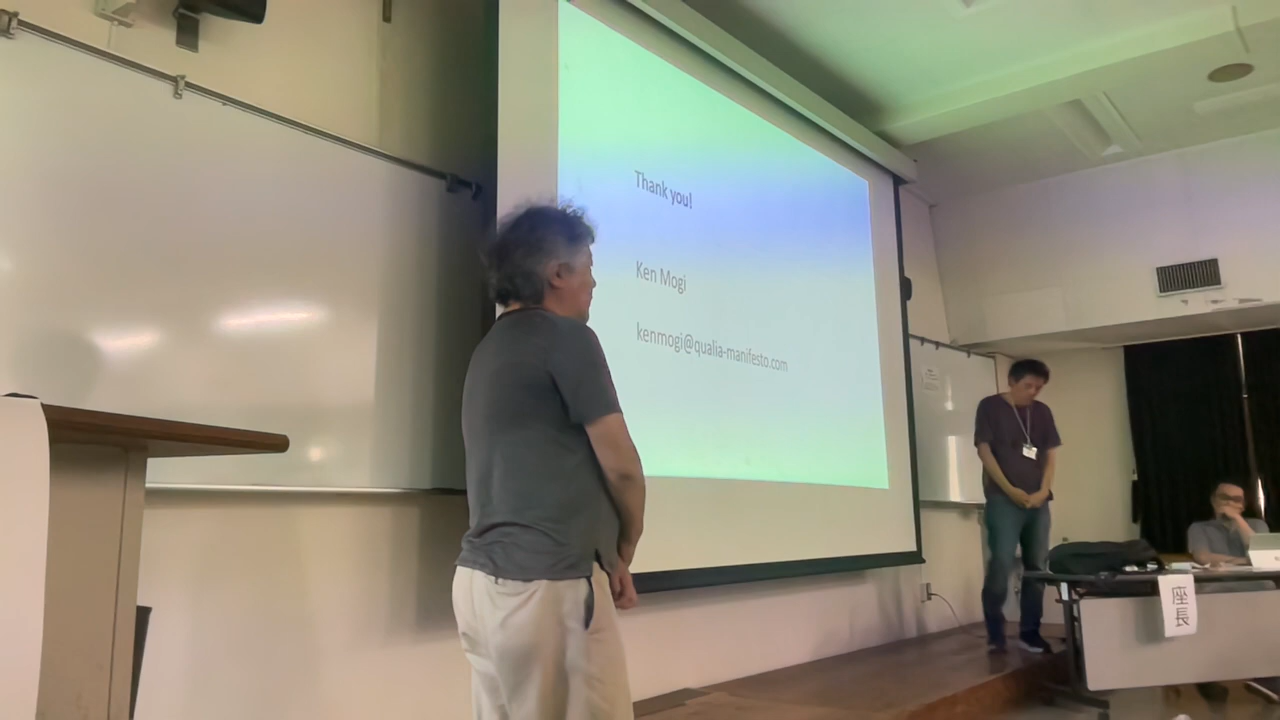 Thank you!
Ken Mogi
kenmogi@qualia-manifesto.com
座長